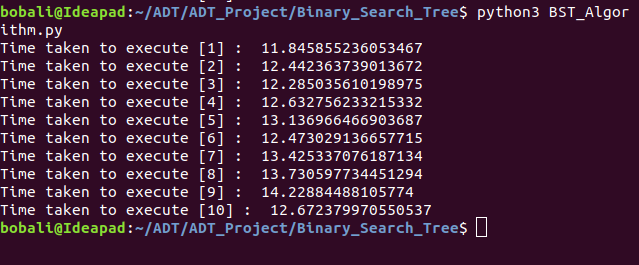 bobali@Ideapad:~/ADT/ADT_Project/Binary_Search_Tree$ python3 BST_Algor
ithm.py
Time taken to execute [1] :  11.845855236053467
Time taken to execute [2] :  12.442363739013672
Time taken to execute [3] :  12.285035610198975
Time taken to execute [4] :  12.632756233215332
Time taken to execute [5] :  13.136966466903687
Time taken to execute [6] :  12.473029136657715
Time taken to execute [7] :  13.425337076187134
Time taken to execute [8] :  13.730597734451294
Time taken to execute [9] :  14.22884488105774
Time taken to execute [10] :  12.672379970550537
bobali@Ideapad:~/ADT/ADT_Project/Binary_Search_Tree$